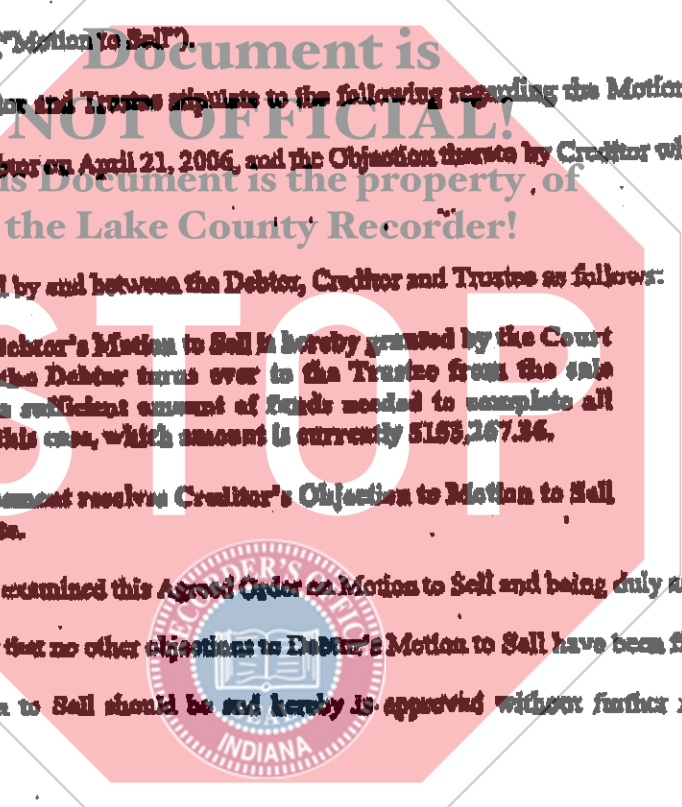 ("Motion to Sell").
Document is
tor and Trustee stipulate to the following regarding the Motion
NOT OFFICIAL!
btor on April 21, 2006, and the Objection thereto by Creditor wi
is Document is the property of
the Lake County Recorder!
d by and between the Debtor, Creditor and Trustee as follows:
STOP
Debtor's Motion to Sell is hereby granted by the Court
the Debtor turns over to the Trustee from the sale
a sufficient amount of funds needed to complete all
this case, which amount is currently
ement resolves Creditor's Objection to Motion to Sell
examined this Agreed Order on Motion to Sell and being duly a
RECORDER'S OFFICE
that no other objections to Debtor's Motion to Sell have been f
n to Sell should be and hereby is approved without further
INDIANA